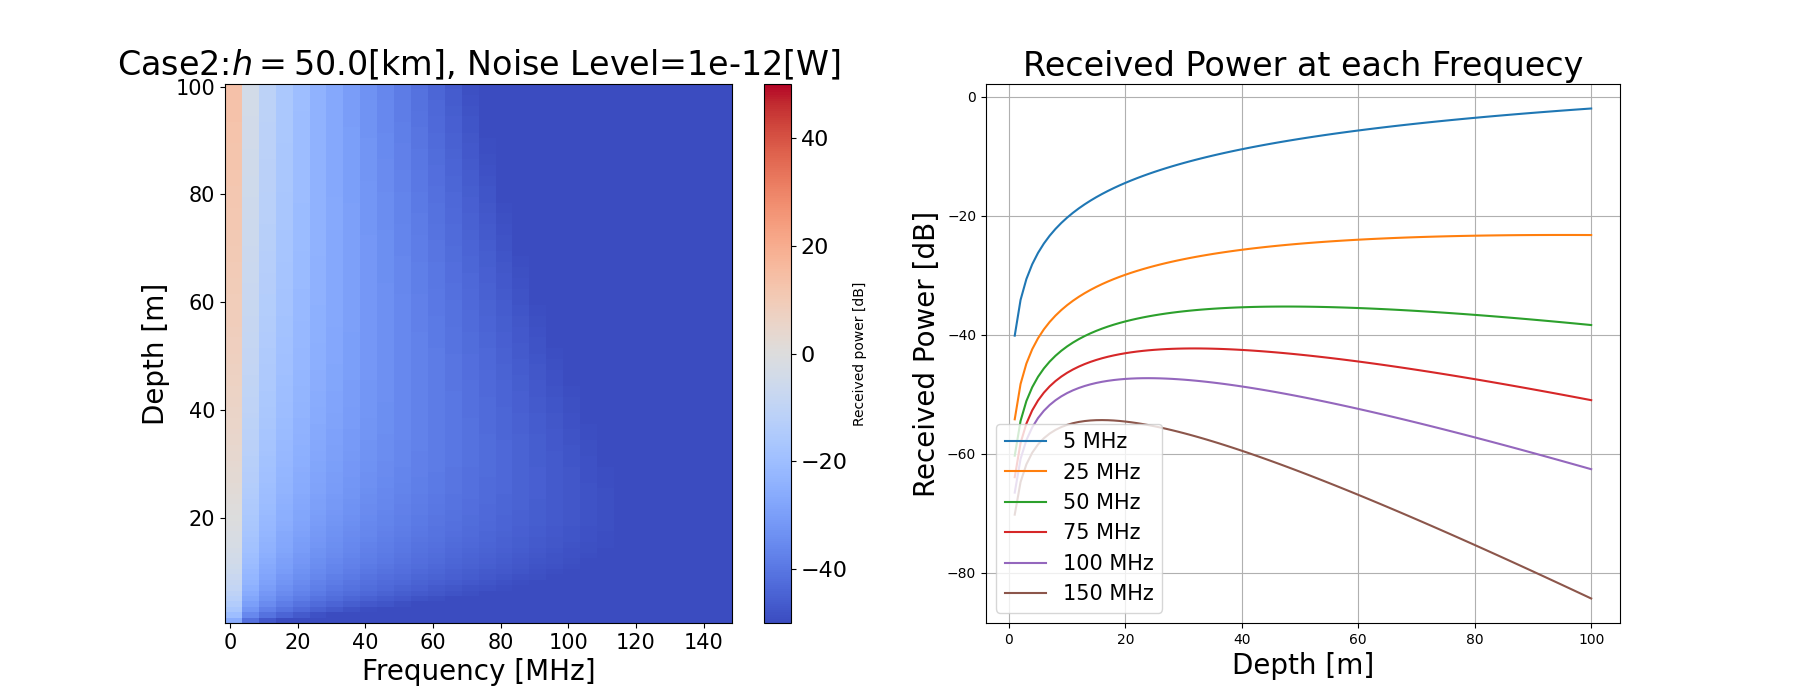 Case2:h = 50.0[km], Noise Level=1e-12[W]
100
80
60
40
20
Depth [m]
0 20 40 60 80 100 120 140
Frequency [MHz]
40
20
0
−20
−40
Received power [dB]
Received Power at each Frequecy
0
−20
−40
−60
−80
Received Power [dB]
5 MHz
25 MHz
50 MHz
75 MHz
100 MHz
150 MHz
0 20 40 60 80 100
Depth [m]